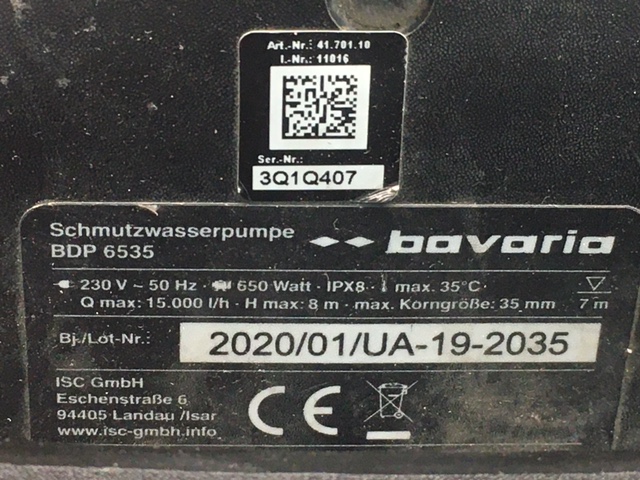 Art.-Nr.: 41.701.10
I.-Nr.: 11016
Ser.-Nr.:
3Q1Q407
Schmutzwasserpumpe
BDP 6535
bavaria
230 V ~ 50 Hz · 650 Watt · IPX8 · max. 35°C ·
Q max: 15.000 l/h · H max: 8 m · max. Korngröße: 35 mm 7 m
Bj./Lot-Nr.: 2020/01/UA-19-2035
ISC GmbH
Eschenstraße 6
94405 Landau /Isar
www.isc-gmbh.info
CE